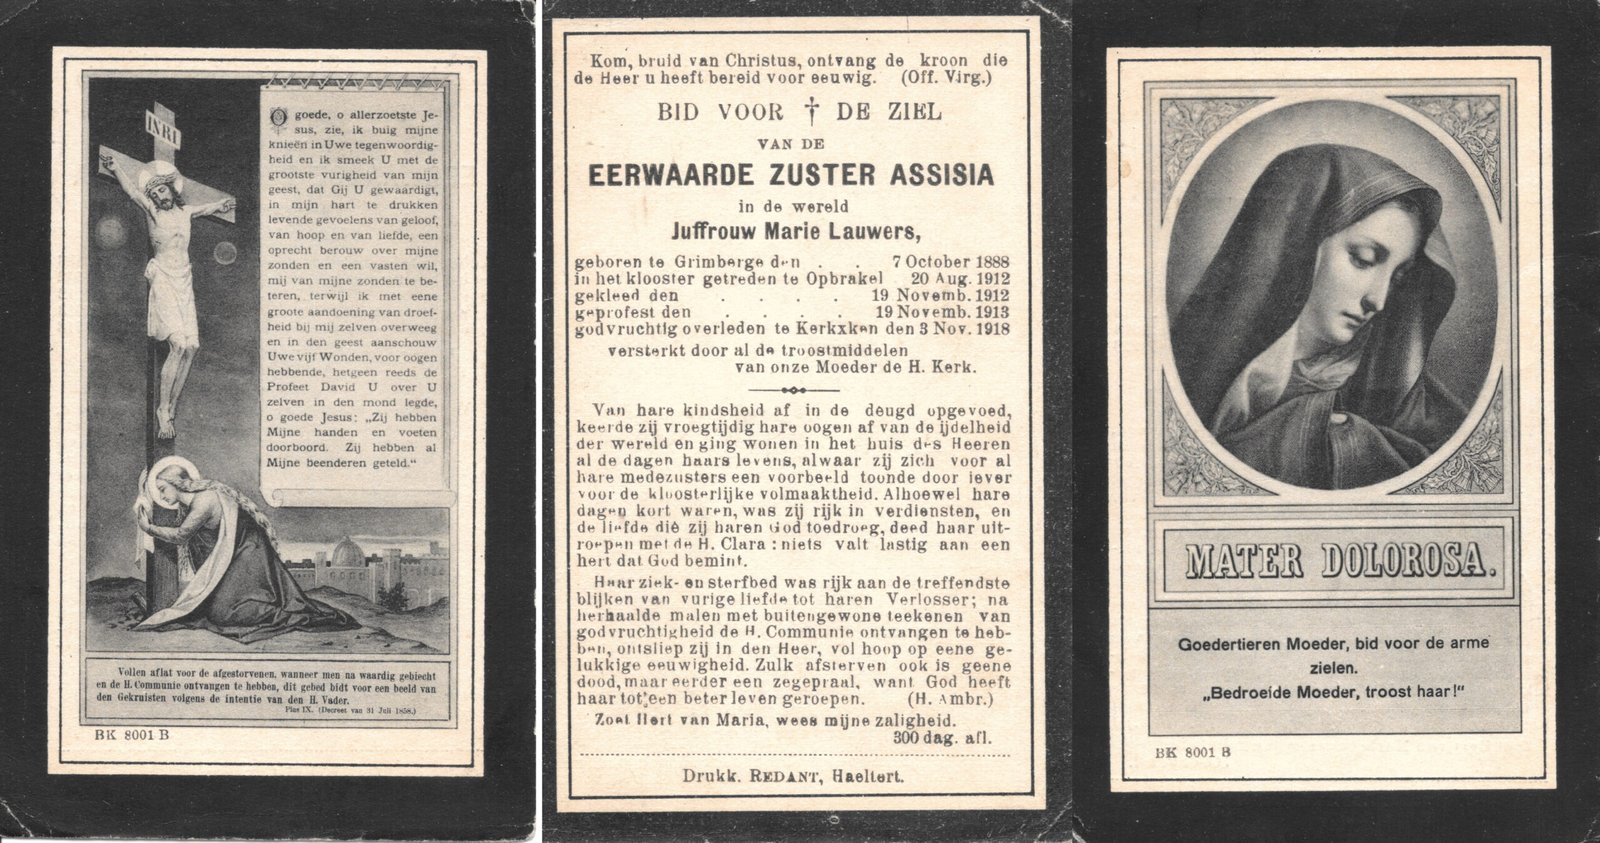 INRI
O goede, o allerzoetste Je-
sus, zie, ik buig mijne
knieën in Uwe tegenwoordig-
heid en ik smeek U met de
grootste vurigheid van mijn
geest, dat Gij U gewaardigt,
in mijn hart te drukken
levende gevoelens van geloof,
van hoop en van liefde, een
oprecht berouw over mijne
zonden en een vasten wil,
mij van mijne zonden te be-
teren, terwijl ik met eene
groote aandoening van droef-
heid bij mij zelven overweeg
en in den geest aanschouw
Uwe vijf Wonden, voor oogen
hebbende, hetgeen reeds de
Profeet David U over U
zelven in den mond legde,
o goede Jesus: „Zij hebben
Mijne handen en voeten
doorboord. Zij hebben al
Mijne beenderen geteld.“
Vollen aflat voor de afgestorvenen, wanneer men na waardig gebiecht
en de H. Communie ontvangen te hebben, dit gebed bidt voor een beeld van
den Gekruisten volgens de intentie van den H. Vader.
Pius IX. (Decreet van 31 Juli 1858.)
BK 8001 B
Kom, bruid van Christus, ontvang de kroon die
de Heer u heeft bereid voor eeuwig. (Off. Virg.)
BID VOOR † DE ZIEL
VAN DE
EERWAARDE ZUSTER ASSISIA
in de wereld
Juffrouw Marie Lauwers,
geboren te Grimberge den . . 7 October 1888
in het klooster getreden te Opbrakel 20 Aug. 1912
gekleed den . . . . 19 Novemb. 1912
geprofest den . . . . 19 Novemb. 1913
godvruchtig overleden te Kerkxken den 3 Nov. 1918
versterkt door al de troostmiddelen
van onze Moeder de H. Kerk.
Van hare kindsheid af in de deugd opgevoed,
keerde zij vroegtijdig hare oogen af van de ijdelheid
der wereld en ging wonen in het huis des Heeren
al de dagen haars levens, alwaar zij zich voor al
hare medezusters een voorbeeld toonde door iever
voor de kloosterlijke volmaaktheid. Alhoewel hare
dagen kort waren, was zij rijk in verdiensten, en
de liefde die zij haren God toedroeg, deed haar uit-
roepen met de H. Clara : niets valt lastig aan een
hert dat God bemint.
Haar ziek- en sterfbed was rijk aan de treffendste
blijken van vurige liefde tot haren Verlosser; na
herhaalde malen met buitengewone teekenen van
godvruchtigheid de H. Communie ontvangen te heb-
ben, ontsliep zij in den Heer, vol hoop op eene ge-
lukkige eeuwigheid. Zulk afsterven ook is geene
dood, maar eerder een zegepraal, want God heeft
haar tot een beter leven geroepen. (H. Ambr.)
Zoet Hert van Maria, wees mijne zaligheid.
300 dag. afl.
Drukk. REDANT, Haeltert.
MATER DOLOROSA.
Goedertieren Moeder, bid voor de arme
zielen.
„Bedroefde Moeder, troost haar!“
BK 8001 B